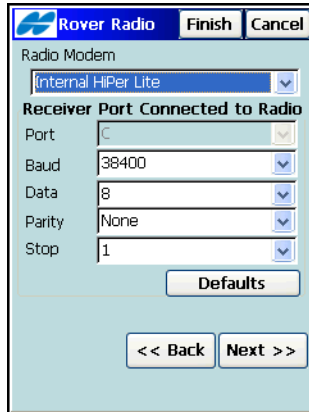 Rover Radio Finish Cancel
Radio Modem
Internal HiPer Lite
Receiver Port Connected to Radio
Port C
Baud 38400
Data 8
Parity None
Stop 1
Defaults
<< Back Next >>